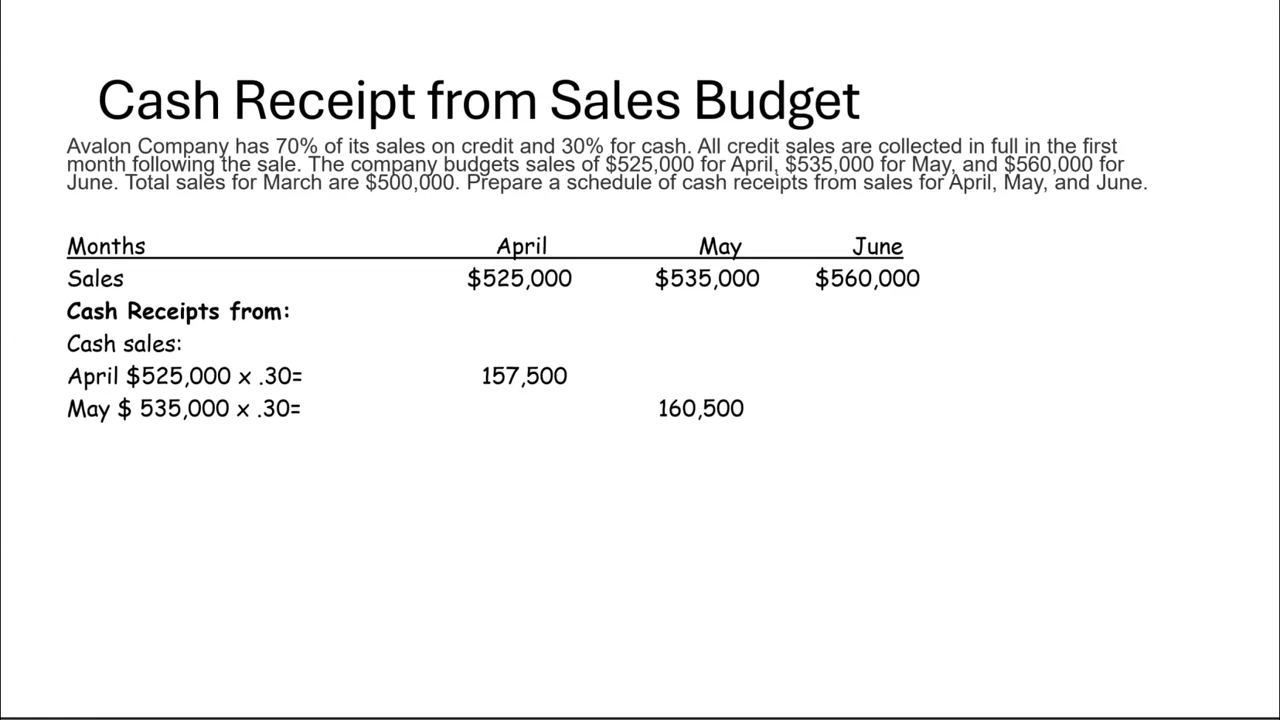 Cash Receipt from Sales Budget
Avalon Company has 70% of its sales on credit and 30% for cash. All credit sales are collected in full in the first
month following the sale. The company budgets sales of $525,000 for April, $535,000 for May, and $560,000 for
June. Total sales for March are $500,000. Prepare a schedule of cash receipts from sales for April, May, and June.
Months April May June
Sales $525,000 $535,000 $560,000
Cash Receipts from:
Cash sales:
April $525,000 x .30= 157,500
May $ 535,000 x .30= 160,500